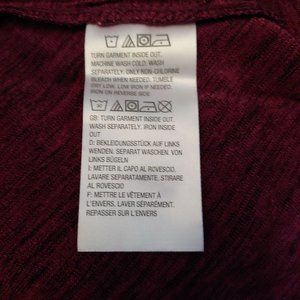 TURN GARMENT INSIDE OUT.
MACHINE WASH COLD. WASH
SEPARATELY. ONLY NON-CHLORINE
BLEACH WHEN NEEDED. TUMBLE
DRY LOW. LOW IRON IF NEEDED.
IRON ON REVERSE SIDE
GB: TURN GARMENT INSIDE OUT.
WASH SEPARATELY. IRON INSIDE
OUT
D: BEKLEIDUNGSSTÜCK AUF LINKS
WENDEN. SEPARAT WASCHEN. VON
LINKS BÜGELN
I: METTER IL CAPO AL ROVESCIO.
LAVARE SEPARATAMENTE. STIRARE
AL ROVESCIO
F: METTRE LE VÊTEMENT À
L'ENVERS. LAVER SÉPARÉMENT.
REPASSER SUR L'ENVERS